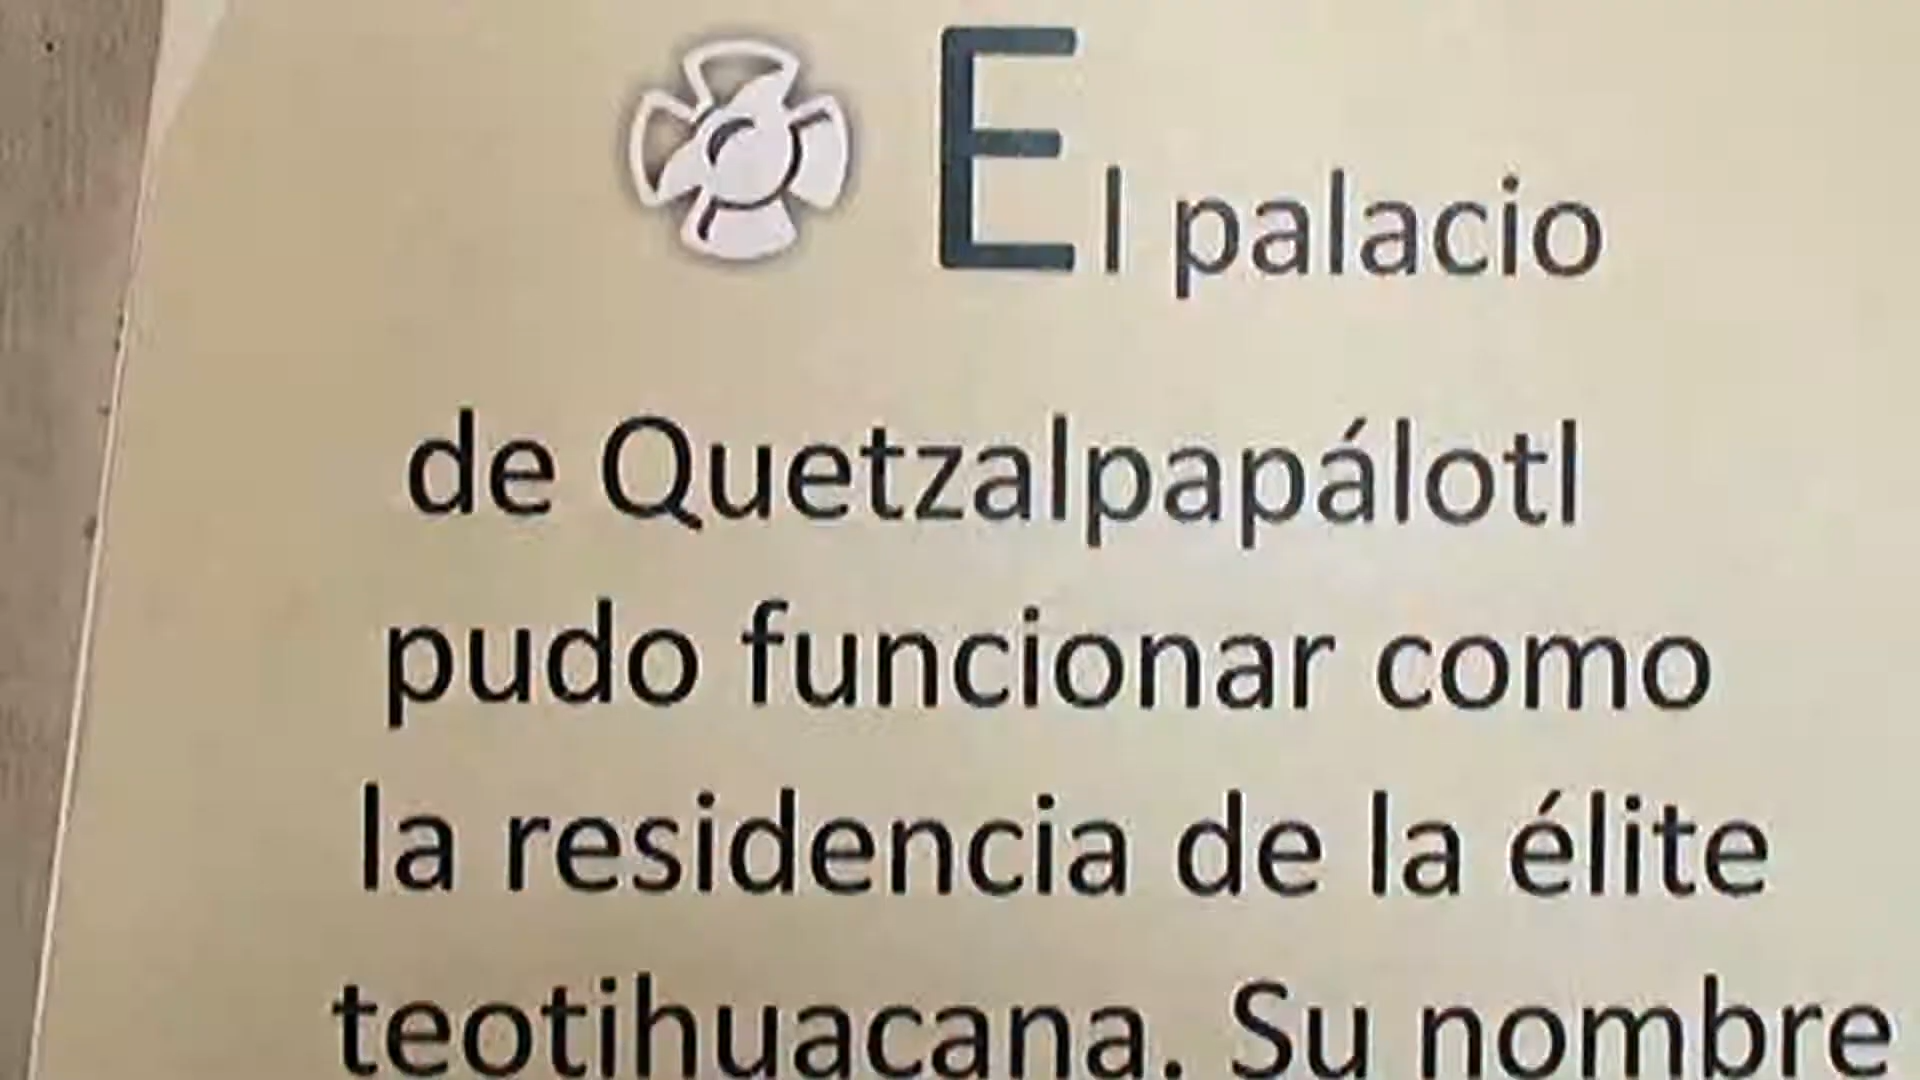 El palacio
de Quetzalpapálotl
pudo funcionar como
la residencia de la élite
teotihuacana. Su nombre